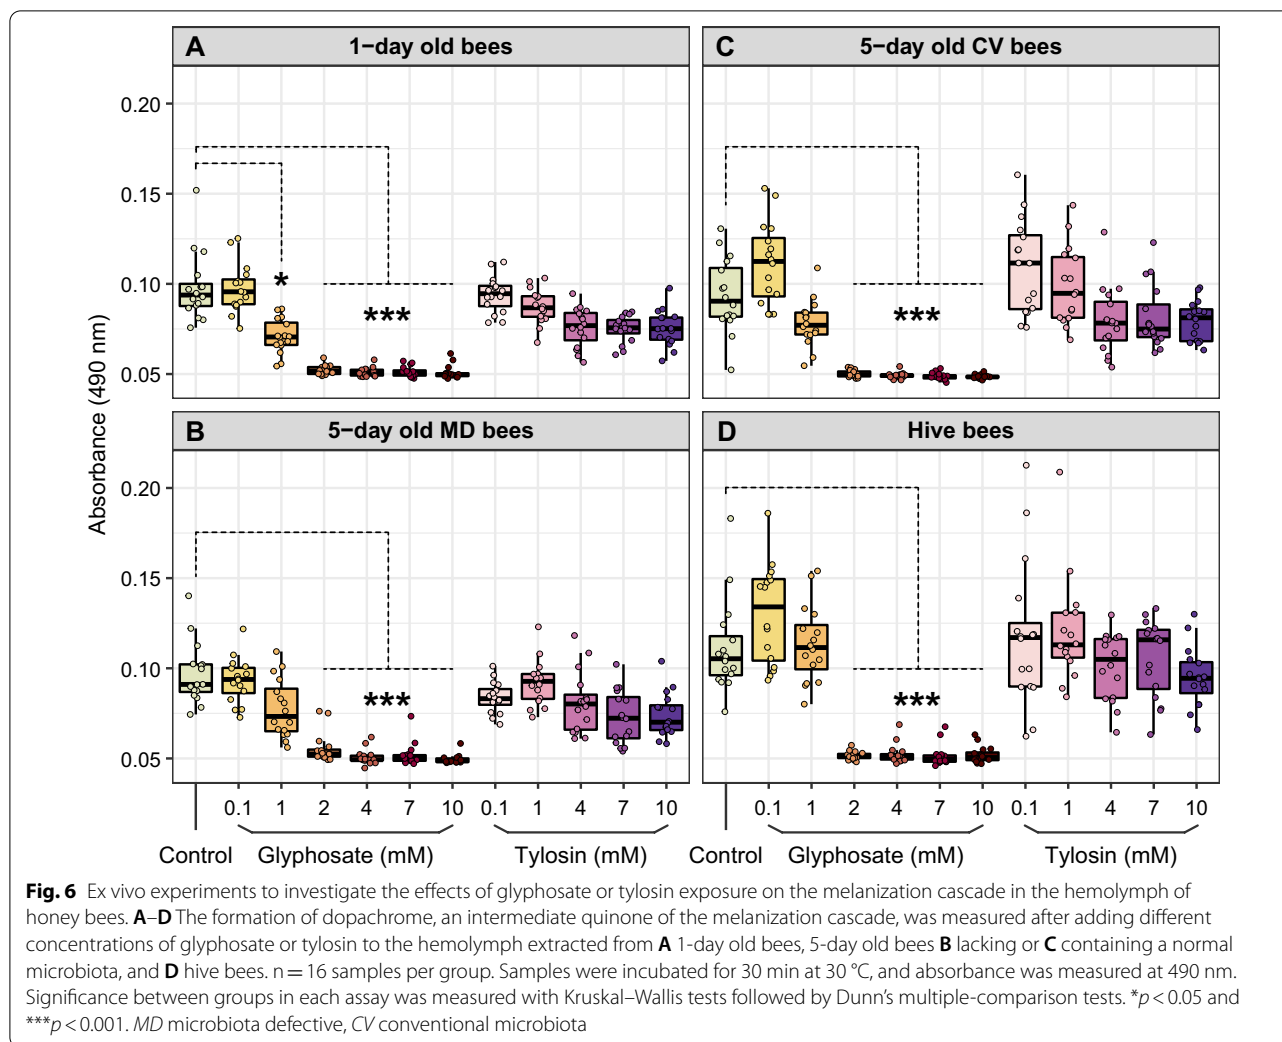 A 1−day old bees
C 5−day old CV bees
0.20
0.15
0.10
0.05
*
***
***
Absorbance (490 nm)
B 5−day old MD bees
D Hive bees
0.20
0.15
0.10
0.05
***
***
0.1 1 2 4 7 10 0.1 1 4 7 10 0.1 1 2 4 7 10 0.1 1 4 7 10
Control Glyphosate (mM) Tylosin (mM) Control Glyphosate (mM) Tylosin (mM)
Fig. 6 Ex vivo experiments to investigate the effects of glyphosate or tylosin exposure on the melanization cascade in the hemolymph of
honey bees. A–D The formation of dopachrome, an intermediate quinone of the melanization cascade, was measured after adding different
concentrations of glyphosate or tylosin to the hemolymph extracted from A 1-day old bees, 5-day old bees B lacking or C containing a normal
microbiota, and D hive bees. n = 16 samples per group. Samples were incubated for 30 min at 30 °C, and absorbance was measured at 490 nm.
Significance between groups in each assay was measured with Kruskal–Wallis tests followed by Dunn's multiple-comparison tests. *p < 0.05 and
***p < 0.001. MD microbiota defective, CV conventional microbiota